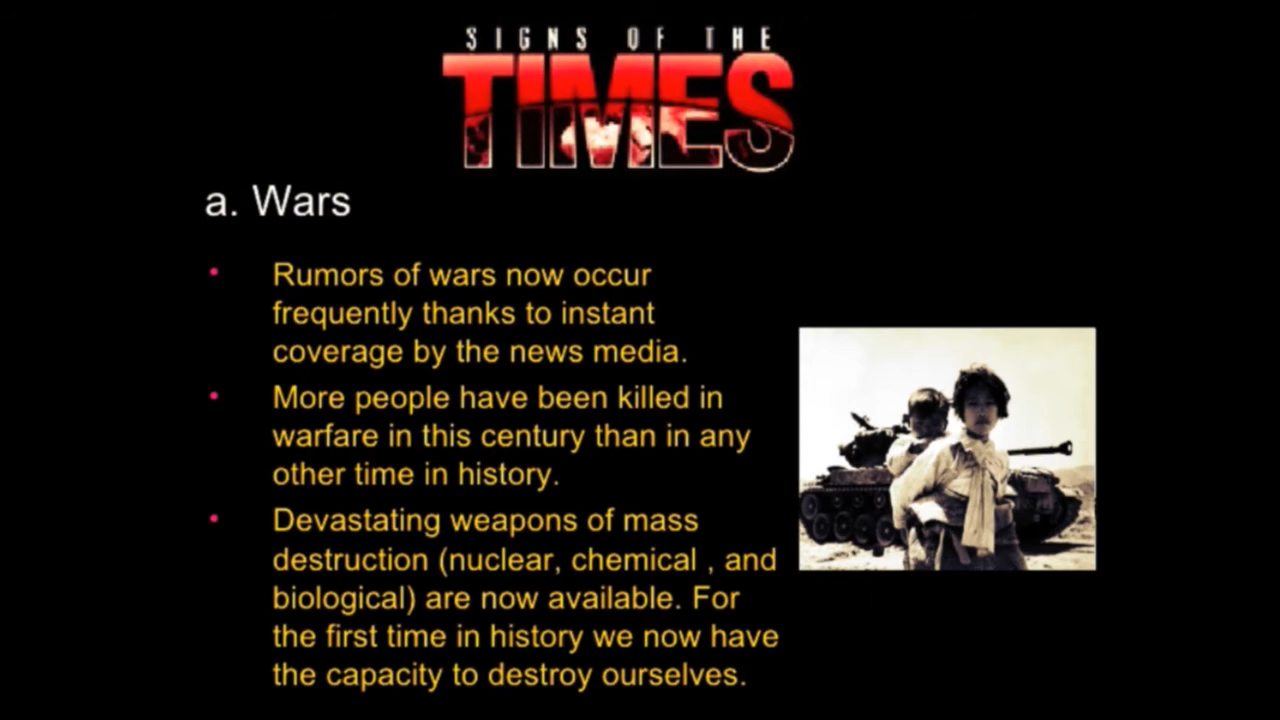 SIGNS OF THE
TIMES
a. Wars
• Rumors of wars now occur
frequently thanks to instant
coverage by the news media.
• More people have been killed in
warfare in this century than in any
other time in history.
• Devastating weapons of mass
destruction (nuclear, chemical , and
biological) are now available. For
the first time in history we now have
the capacity to destroy ourselves.